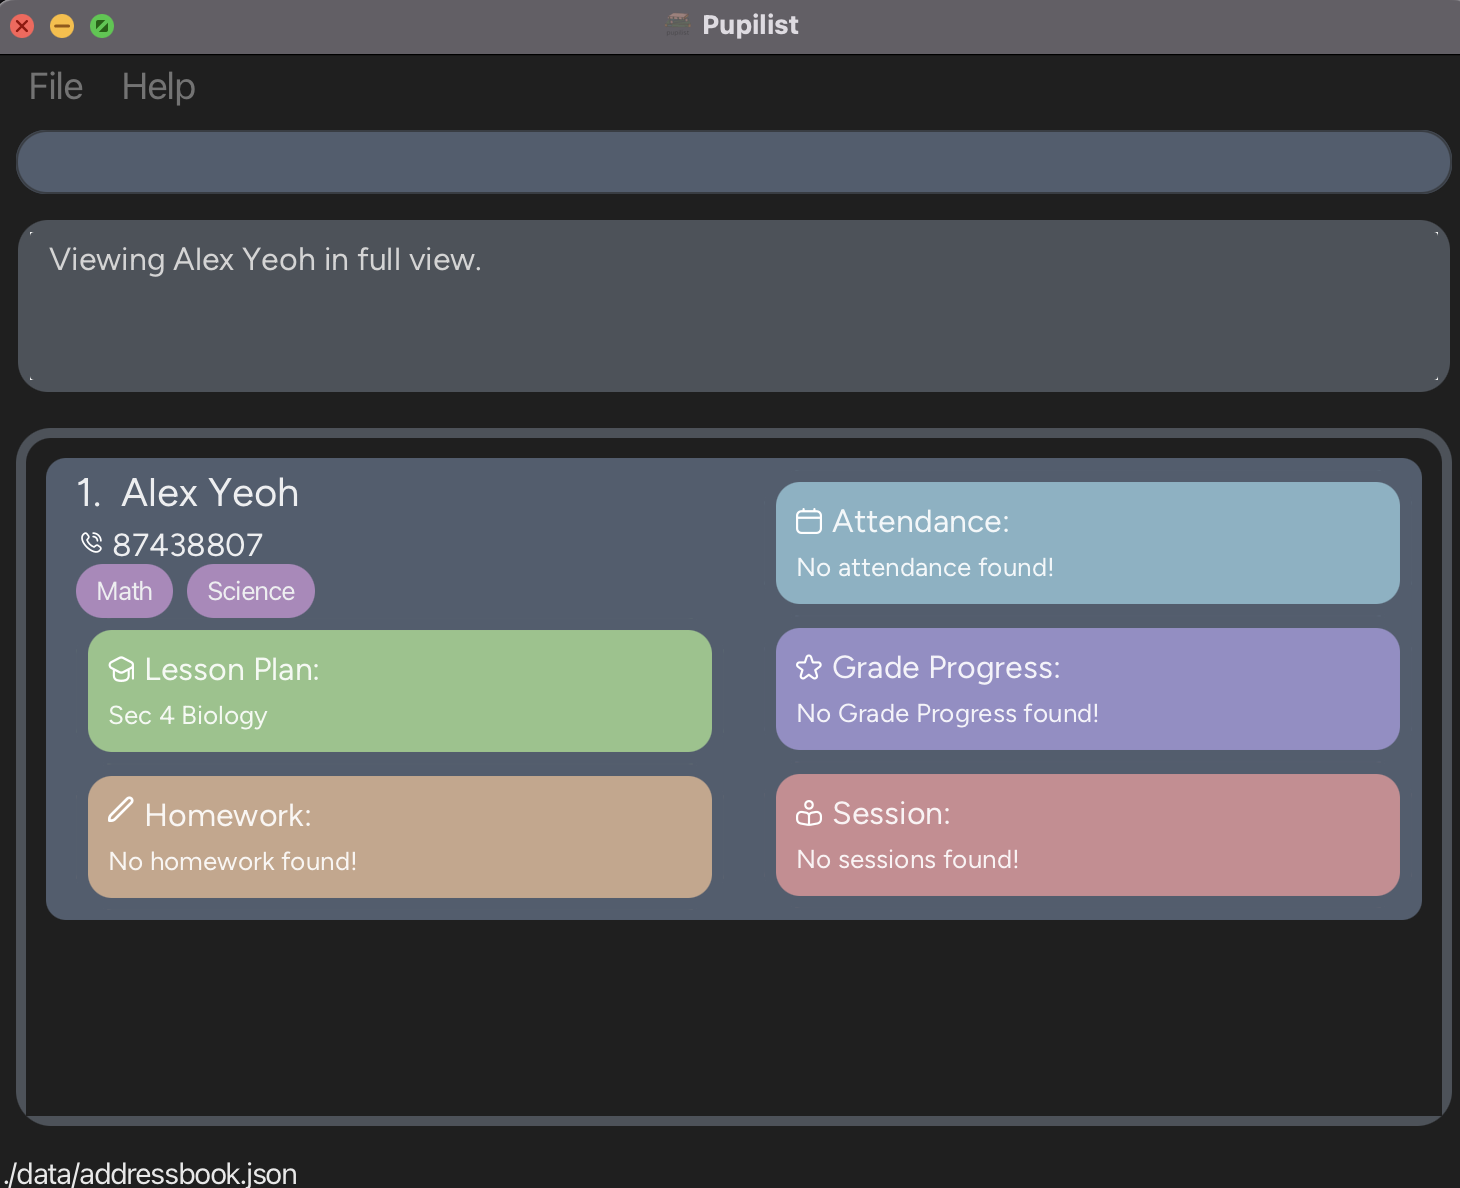 Pupilist
File Help
Viewing Alex Yeoh in full view.
1. Alex Yeoh
87438807
Math Science
Lesson Plan:
Sec 4 Biology
Homework:
No homework found!
Attendance:
No attendance found!
Grade Progress:
No Grade Progress found!
Session:
No sessions found!
./data/addressbook.json